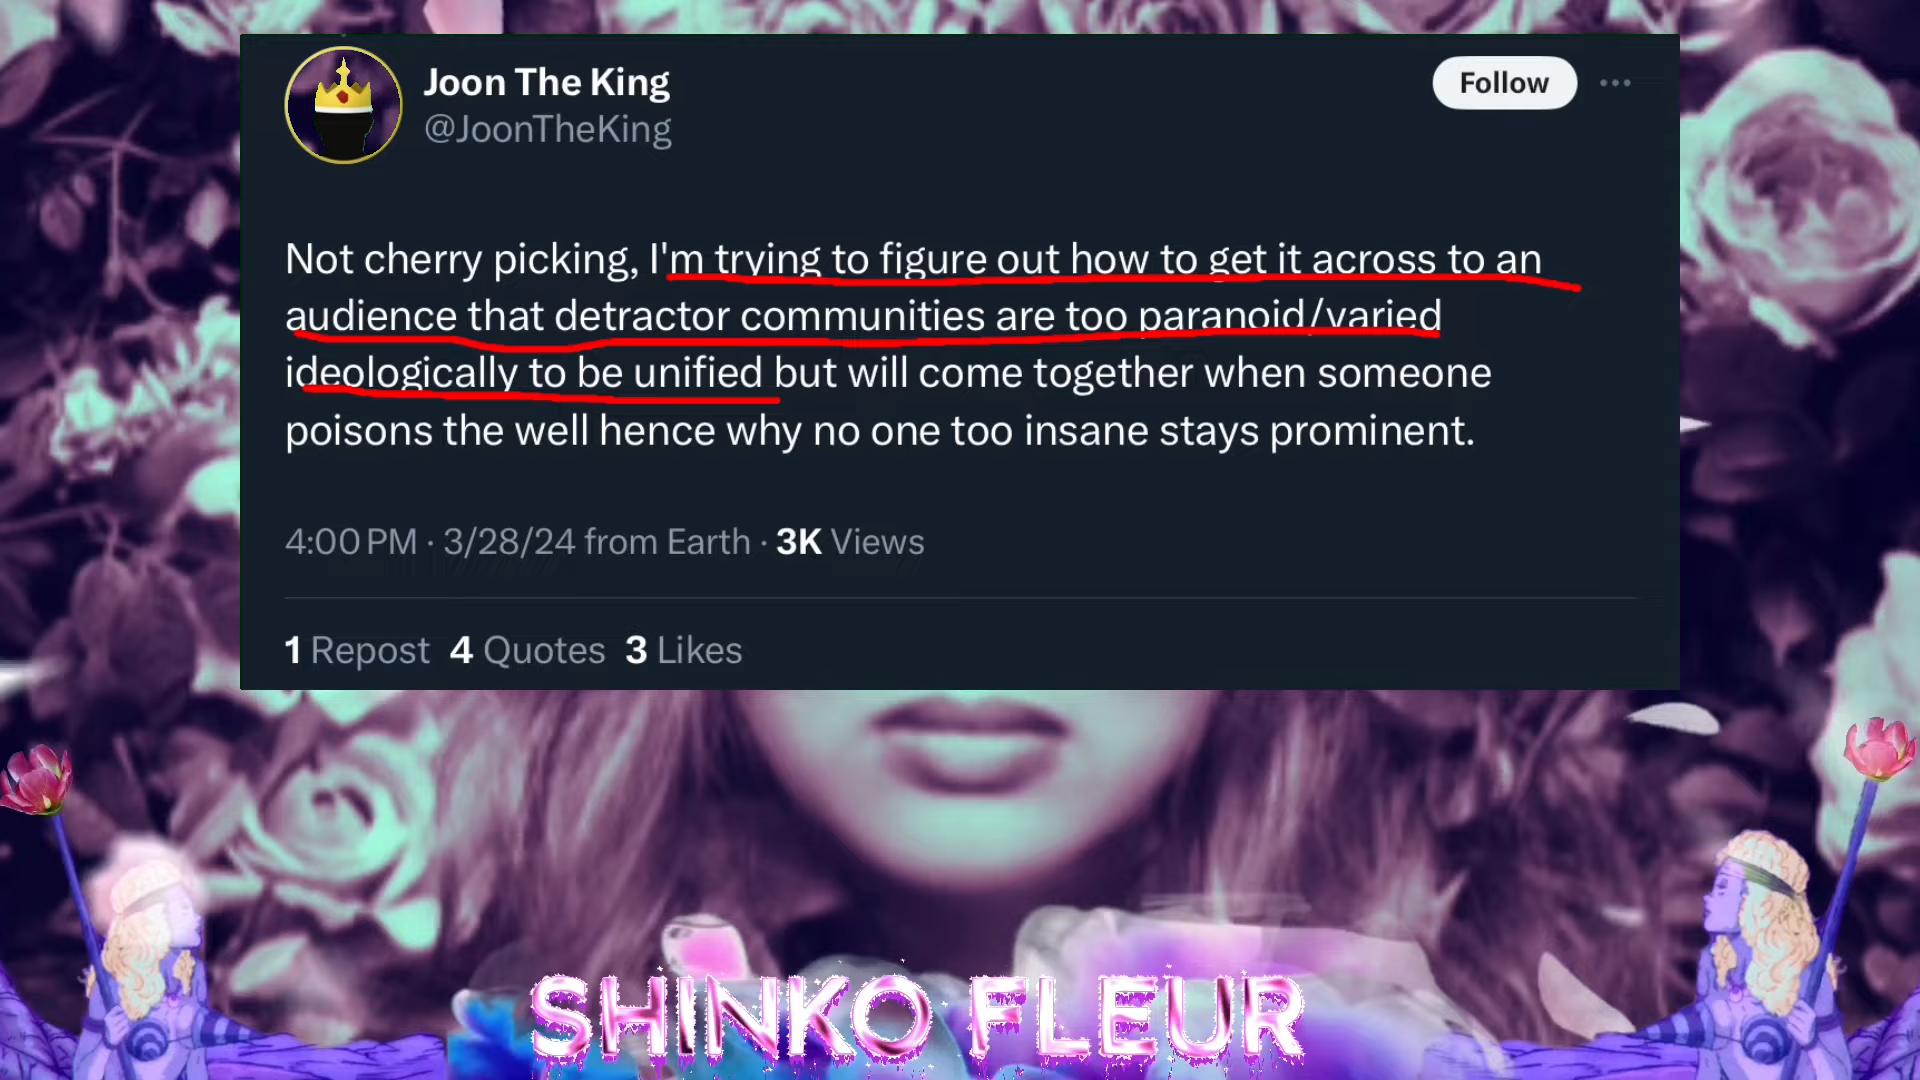 Joon The King
@JoonTheKing
Follow
Not cherry picking, I'm trying to figure out how to get it across to an
audience that detractor communities are too paranoid/varied
ideologically to be unified but will come together when someone
poisons the well hence why no one too insane stays prominent.
4:00 PM · 3/28/24 from Earth · 3K Views
1 Repost 4 Quotes 3 Likes
SHINKO FLEUR